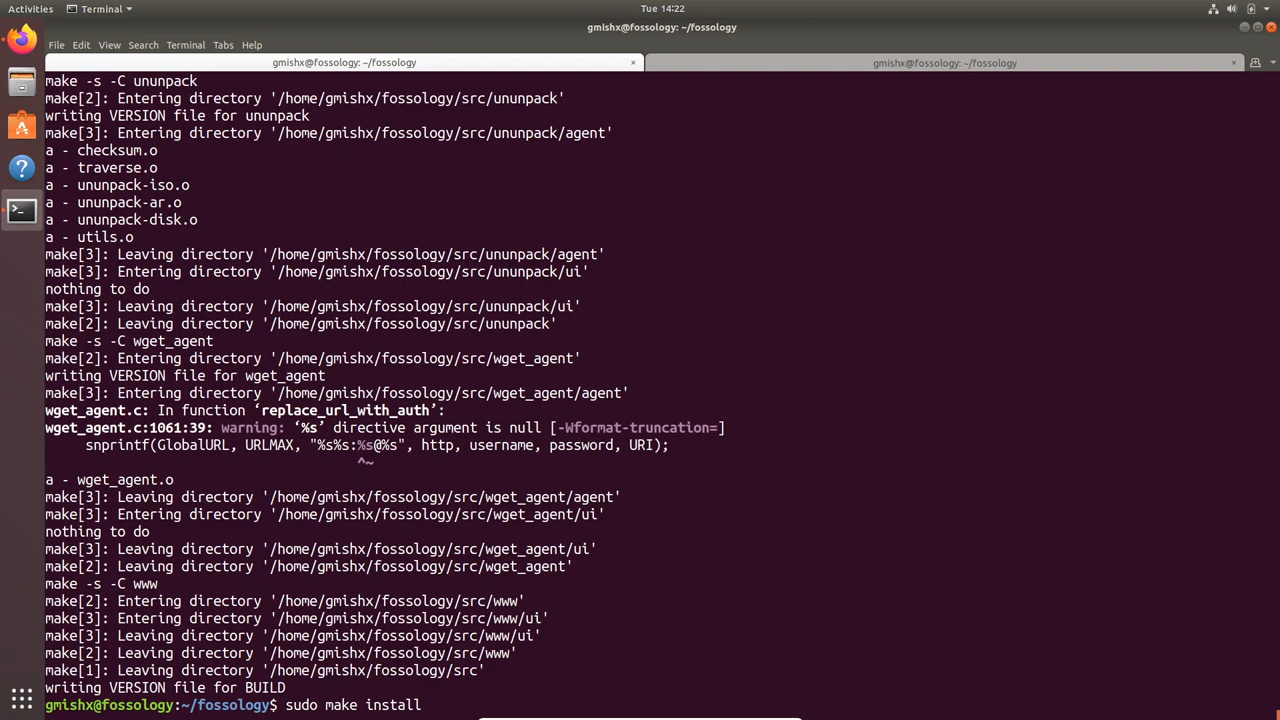 Activities
Terminal
Tue 14:22
gmishx@fossology: ~/fossology
File Edit View Search Terminal Tabs Help
gmishx@fossology: ~/fossology × gmishx@fossology: ~/fossology ×
make -s -C ununpack
make[2]: Entering directory '/home/gmishx/fossology/src/ununpack'
writing VERSION file for ununpack
make[3]: Entering directory '/home/gmishx/fossology/src/ununpack/agent'
a - checksum.o
a - traverse.o
a - ununpack-iso.o
a - ununpack-ar.o
a - ununpack-disk.o
a - utils.o
make[3]: Leaving directory '/home/gmishx/fossology/src/ununpack/agent'
make[3]: Entering directory '/home/gmishx/fossology/src/ununpack/ui'
nothing to do
make[3]: Leaving directory '/home/gmishx/fossology/src/ununpack/ui'
make[2]: Leaving directory '/home/gmishx/fossology/src/ununpack'
make -s -C wget_agent
make[2]: Entering directory '/home/gmishx/fossology/src/wget_agent'
writing VERSION file for wget_agent
make[3]: Entering directory '/home/gmishx/fossology/src/wget_agent/agent'
wget_agent.c: In function ‘replace_url_with_auth’:
wget_agent.c:1061:39: warning: ‘%s’ directive argument is null [-Wformat-truncation=]
     snprintf(GlobalURL, URLMAX, "%s%s:%s@%s", http, username, password, URI);
                                       ^~
a - wget_agent.o
make[3]: Leaving directory '/home/gmishx/fossology/src/wget_agent/agent'
make[3]: Entering directory '/home/gmishx/fossology/src/wget_agent/ui'
nothing to do
make[3]: Leaving directory '/home/gmishx/fossology/src/wget_agent/ui'
make[2]: Leaving directory '/home/gmishx/fossology/src/wget_agent'
make -s -C www
make[2]: Entering directory '/home/gmishx/fossology/src/www'
make[3]: Entering directory '/home/gmishx/fossology/src/www/ui'
make[3]: Leaving directory '/home/gmishx/fossology/src/www/ui'
make[2]: Leaving directory '/home/gmishx/fossology/src/www'
make[1]: Leaving directory '/home/gmishx/fossology/src'
writing VERSION file for BUILD
gmishx@fossology:~/fossology$ sudo make install